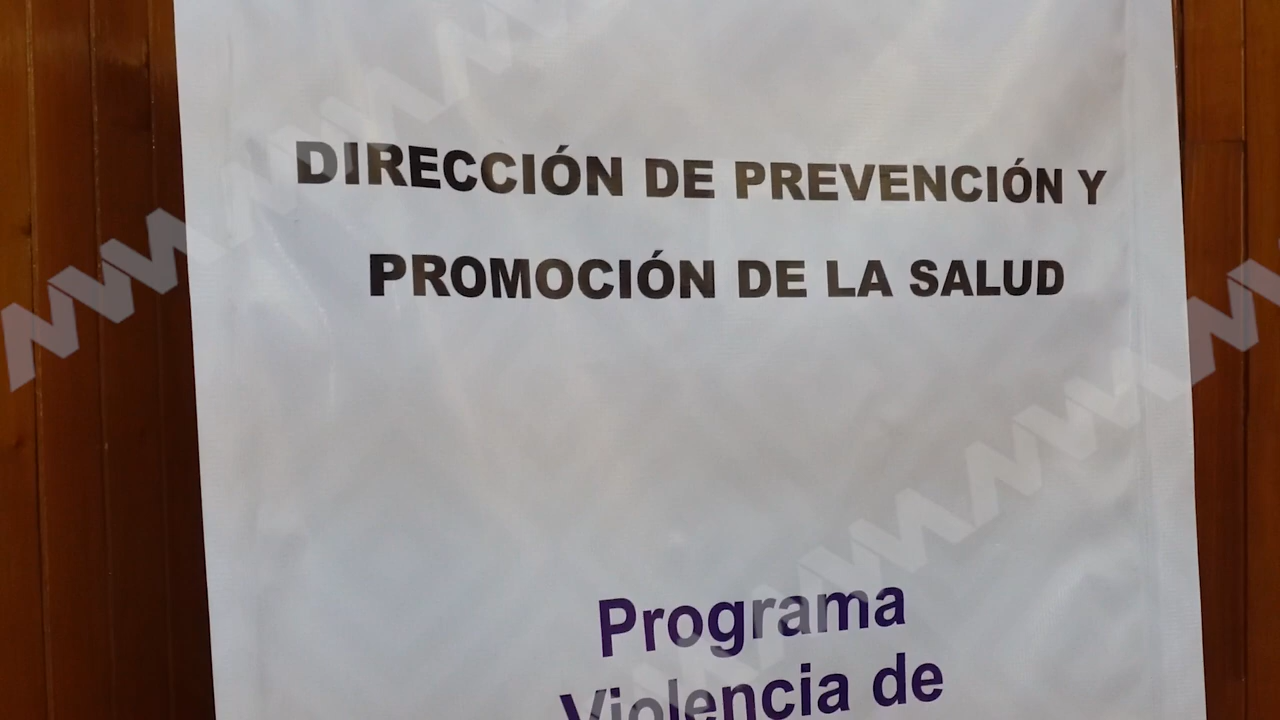 DIRECCIÓN DE PREVENCIÓN Y
PROMOCIÓN DE LA SALUD
Programa
Violencia de